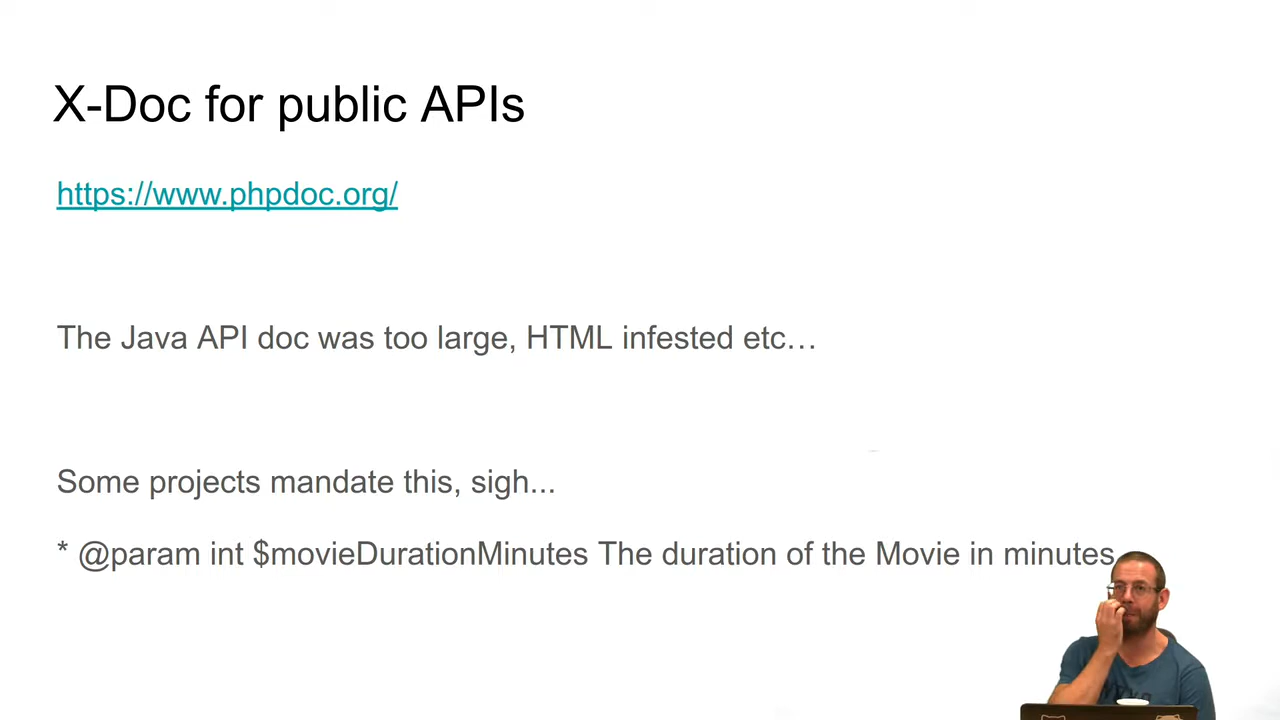 X-Doc for public APIs
https://www.phpdoc.org/
The Java API doc was too large, HTML infested etc…
Some projects mandate this, sigh...
* @param int $movieDurationMinutes The duration of the Movie in minutes